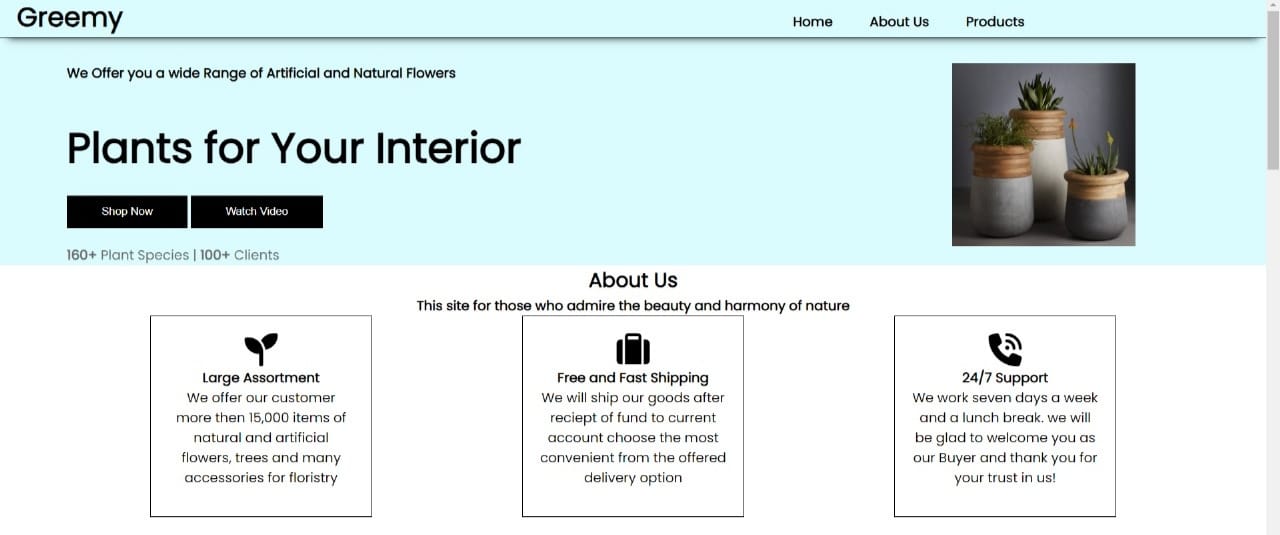 Greemy
Home About Us Products
We Offer you a wide Range of Artificial and Natural Flowers
Plants for Your Interior
Shop Now Watch Video
160+ Plant Species | 100+ Clients
About Us
This site for those who admire the beauty and harmony of nature
Large Assortment
We offer our customer
more then 15,000 items of
natural and artificial
flowers, trees and many
accessories for floristry
Free and Fast Shipping
We will ship our goods after
reciept of fund to current
account choose the most
convenient from the offered
delivery option
24/7 Support
We work seven days a week
and a lunch break. we will
be glad to welcome you as
our Buyer and thank you for
your trust in us!